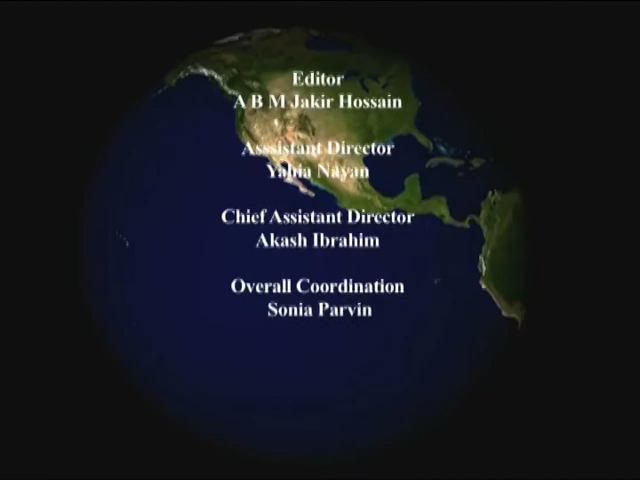 Editor
A B M Jakir Hossain
Asssistant Director
Yahia Nayan
Chief Assistant Director
Akash Ibrahim
Overall Coordination
Sonia Parvin